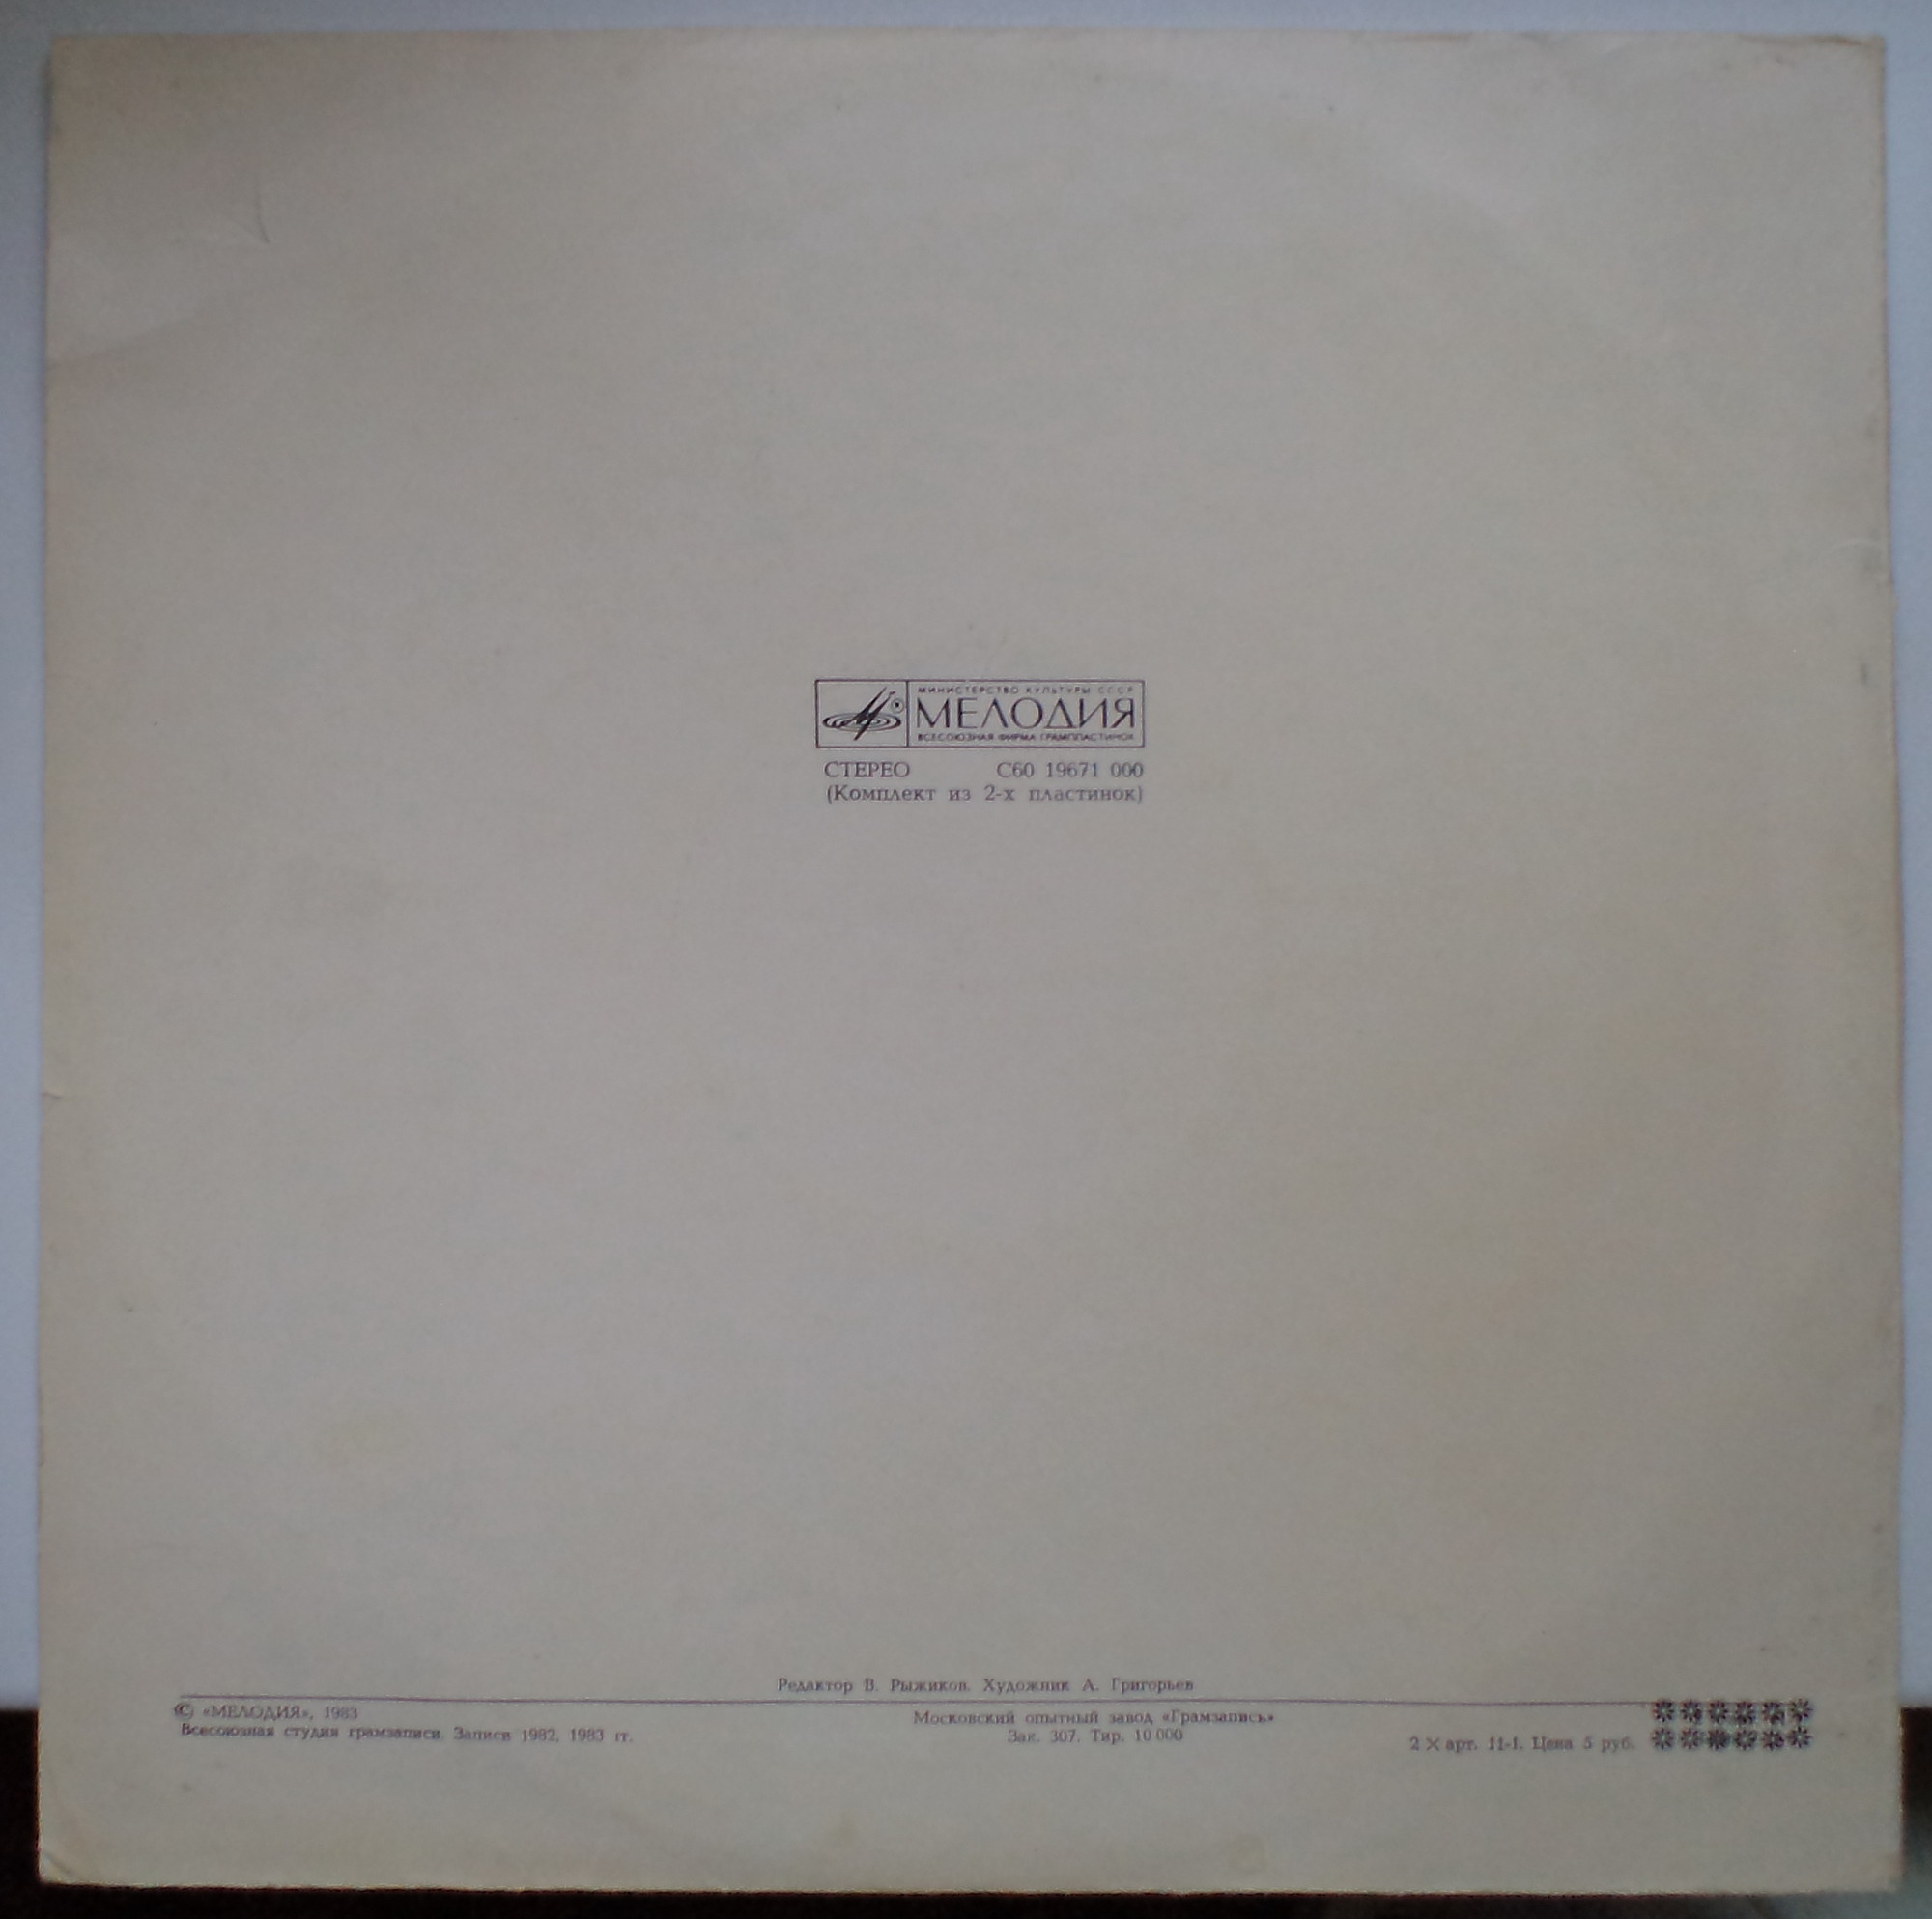 МИНИСТЕРСТВО КУЛЬТУРЫ СССР
МЕЛОДИЯ
ВСЕСОЮЗНАЯ ФИРМА ГРАМПЛАСТИНОК
СТЕРЕО С60 19671 000
(Комплект из 2-х пластинок)
Редактор В. Рыжиков. Художник А. Григорьев
© «МЕЛОДИЯ», 1983
Всесоюзная студия грамзаписи. Записи 1982, 1983 гг.
Московский опытный завод «Грамзапись»
Зак. 307. Тир. 10 000
2 × арт. 11-1. Цена 5 руб.